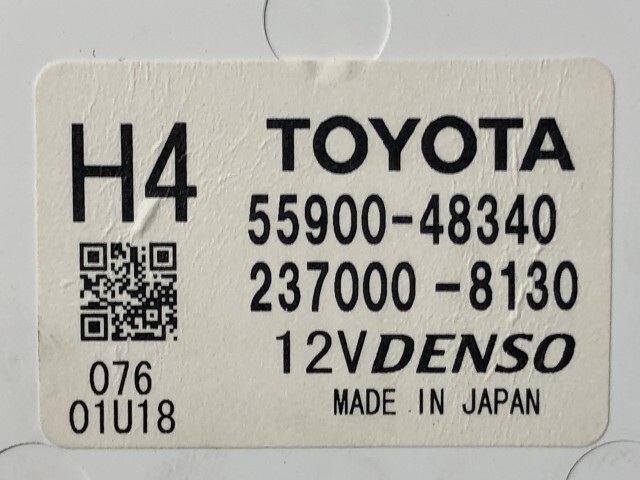 H4
TOYOTA
55900-48340
237000-8130
12V DENSO
MADE IN JAPAN
076
01U18